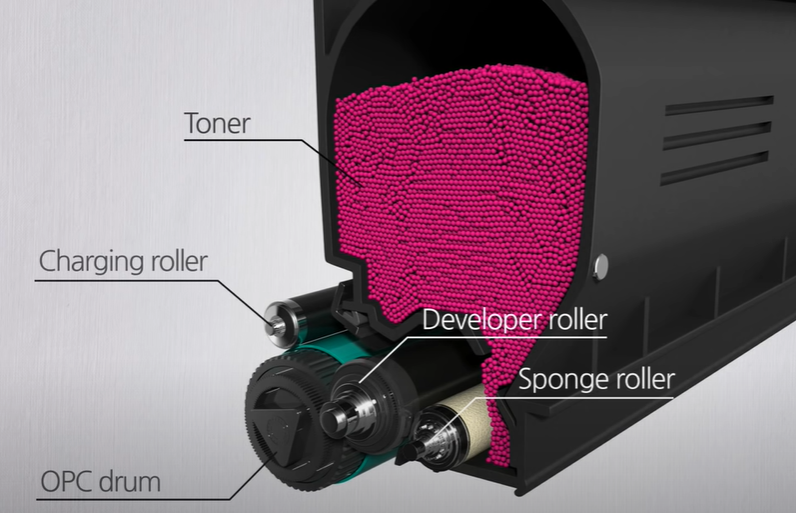 Toner
Charging roller
Developer roller
Sponge roller
OPC drum